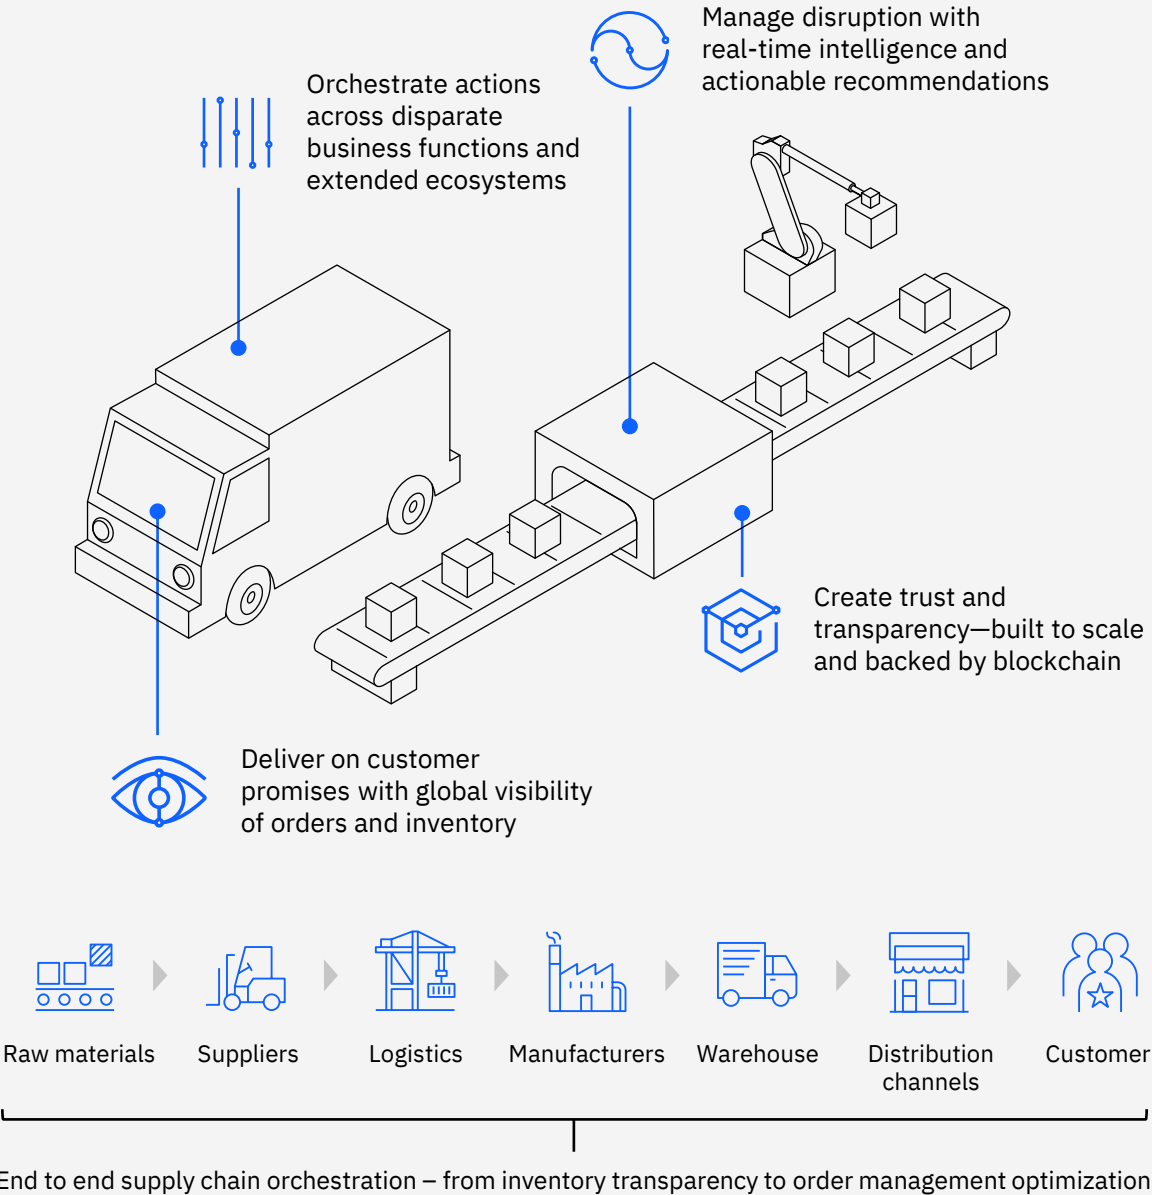 Manage disruption with
real-time intelligence and
actionable recommendations
Orchestrate actions
across disparate
business functions and
extended ecosystems
Create trust and
transparency—built to scale
and backed by blockchain
Deliver on customer
promises with global visibility
of orders and inventory
Raw materials
Suppliers
Logistics
Manufacturers
Warehouse
Distribution
channels
Customer
End to end supply chain orchestration – from inventory transparency to order management optimization